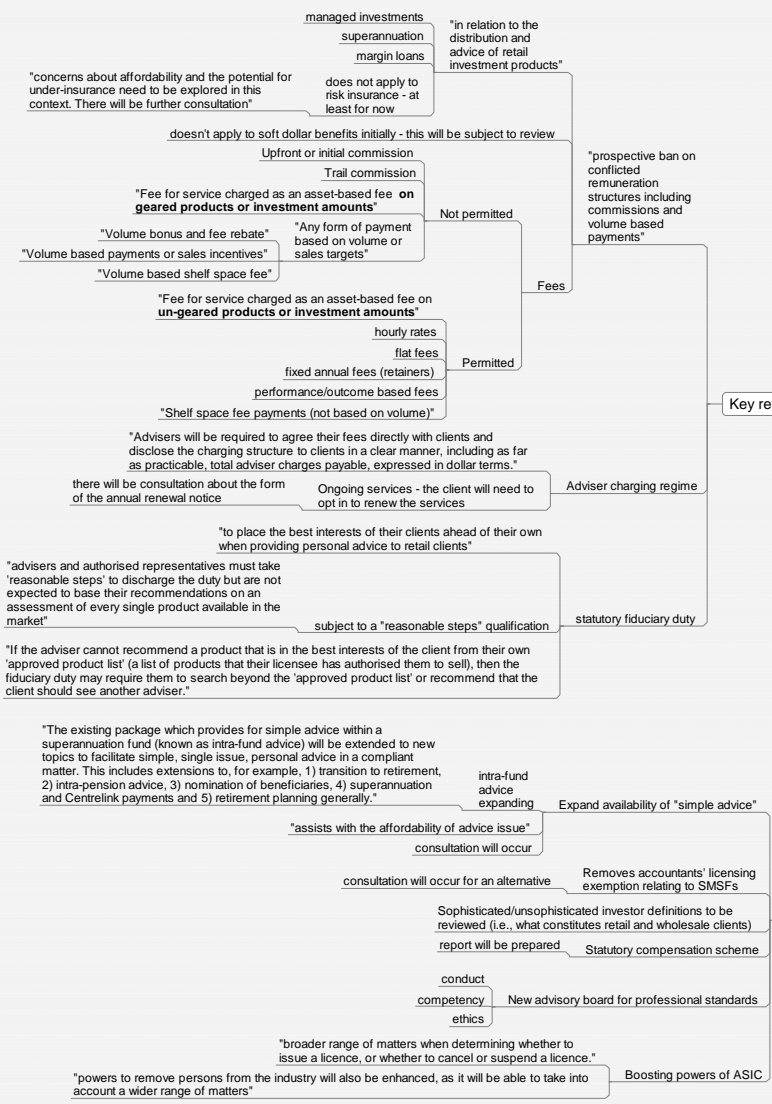 managed investments
superannuation
margin loans
does not apply to
risk insurance - at
least for now
"concerns about affordability and the potential for
under-insurance need to be explored in this
context. There will be further consultation"
"in relation to the
distribution and
advice of retail
investment products"
doesn't apply to soft dollar benefits initially - this will be subject to review
Upfront or initial commission
Trail commission
"Fee for service charged as an asset-based fee on
geared products or investment amounts"
"Any form of payment
based on volume or
sales targets"
"Volume bonus and fee rebate"
"Volume based payments or sales incentives"
"Volume based shelf space fee"
Not permitted
"Fee for service charged as an asset-based fee on
un-geared products or investment amounts"
hourly rates
flat fees
fixed annual fees (retainers)
performance/outcome based fees
"Shelf space fee payments (not based on volume)"
Permitted
Fees
"prospective ban on
conflicted
remuneration
structures including
commissions and
volume based
payments"
Key re
"Advisers will be required to agree their fees directly with clients and
disclose the charging structure to clients in a clear manner, including as far
as practicable, total adviser charges payable, expressed in dollar terms."
there will be consultation about the form
of the annual renewal notice
Ongoing services - the client will need to
opt in to renew the services
Adviser charging regime
"to place the best interests of their clients ahead of their own
when providing personal advice to retail clients"
"advisers and authorised representatives must take
'reasonable steps' to discharge the duty but are not
expected to base their recommendations on an
assessment of every single product available in the
market"
subject to a "reasonable steps" qualification
statutory fiduciary duty
"If the adviser cannot recommend a product that is in the best interests of the client from their own
'approved product list' (a list of products that their licensee has authorised them to sell), then the
fiduciary duty may require them to search beyond the 'approved product list' or recommend that the
client should see another adviser."
"The existing package which provides for simple advice within a
superannuation fund (known as intra-fund advice) will be extended to new
topics to facilitate simple, single issue, personal advice in a compliant
matter. This includes extensions to, for example, 1) transition to retirement,
2) intra-pension advice, 3) nomination of beneficiaries, 4) superannuation
and Centrelink payments and 5) retirement planning generally."
intra-fund
advice
expanding
"assists with the affordability of advice issue"
consultation will occur
Expand availability of "simple advice"
consultation will occur for an alternative
Removes accountants' licensing
exemption relating to SMSFs
Sophisticated/unsophisticated investor definitions to be
reviewed (i.e., what constitutes retail and wholesale clients)
report will be prepared
Statutory compensation scheme
conduct
competency
ethics
New advisory board for professional standards
"broader range of matters when determining whether to
issue a licence, or whether to cancel or suspend a licence."
"powers to remove persons from the industry will also be enhanced, as it will be able to take into
account a wider range of matters"
Boosting powers of ASIC